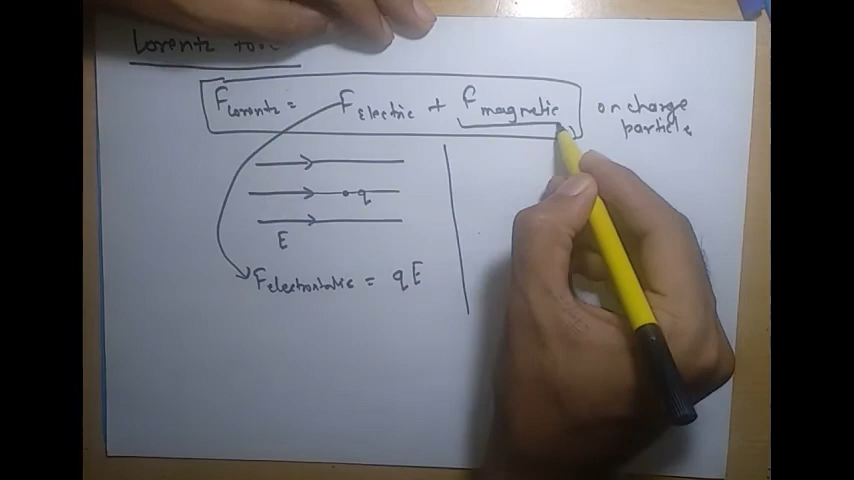 Lorentz
F Lorentz = F Electric + F magnetic on charge
particle
q
E
F electrostatic = qE